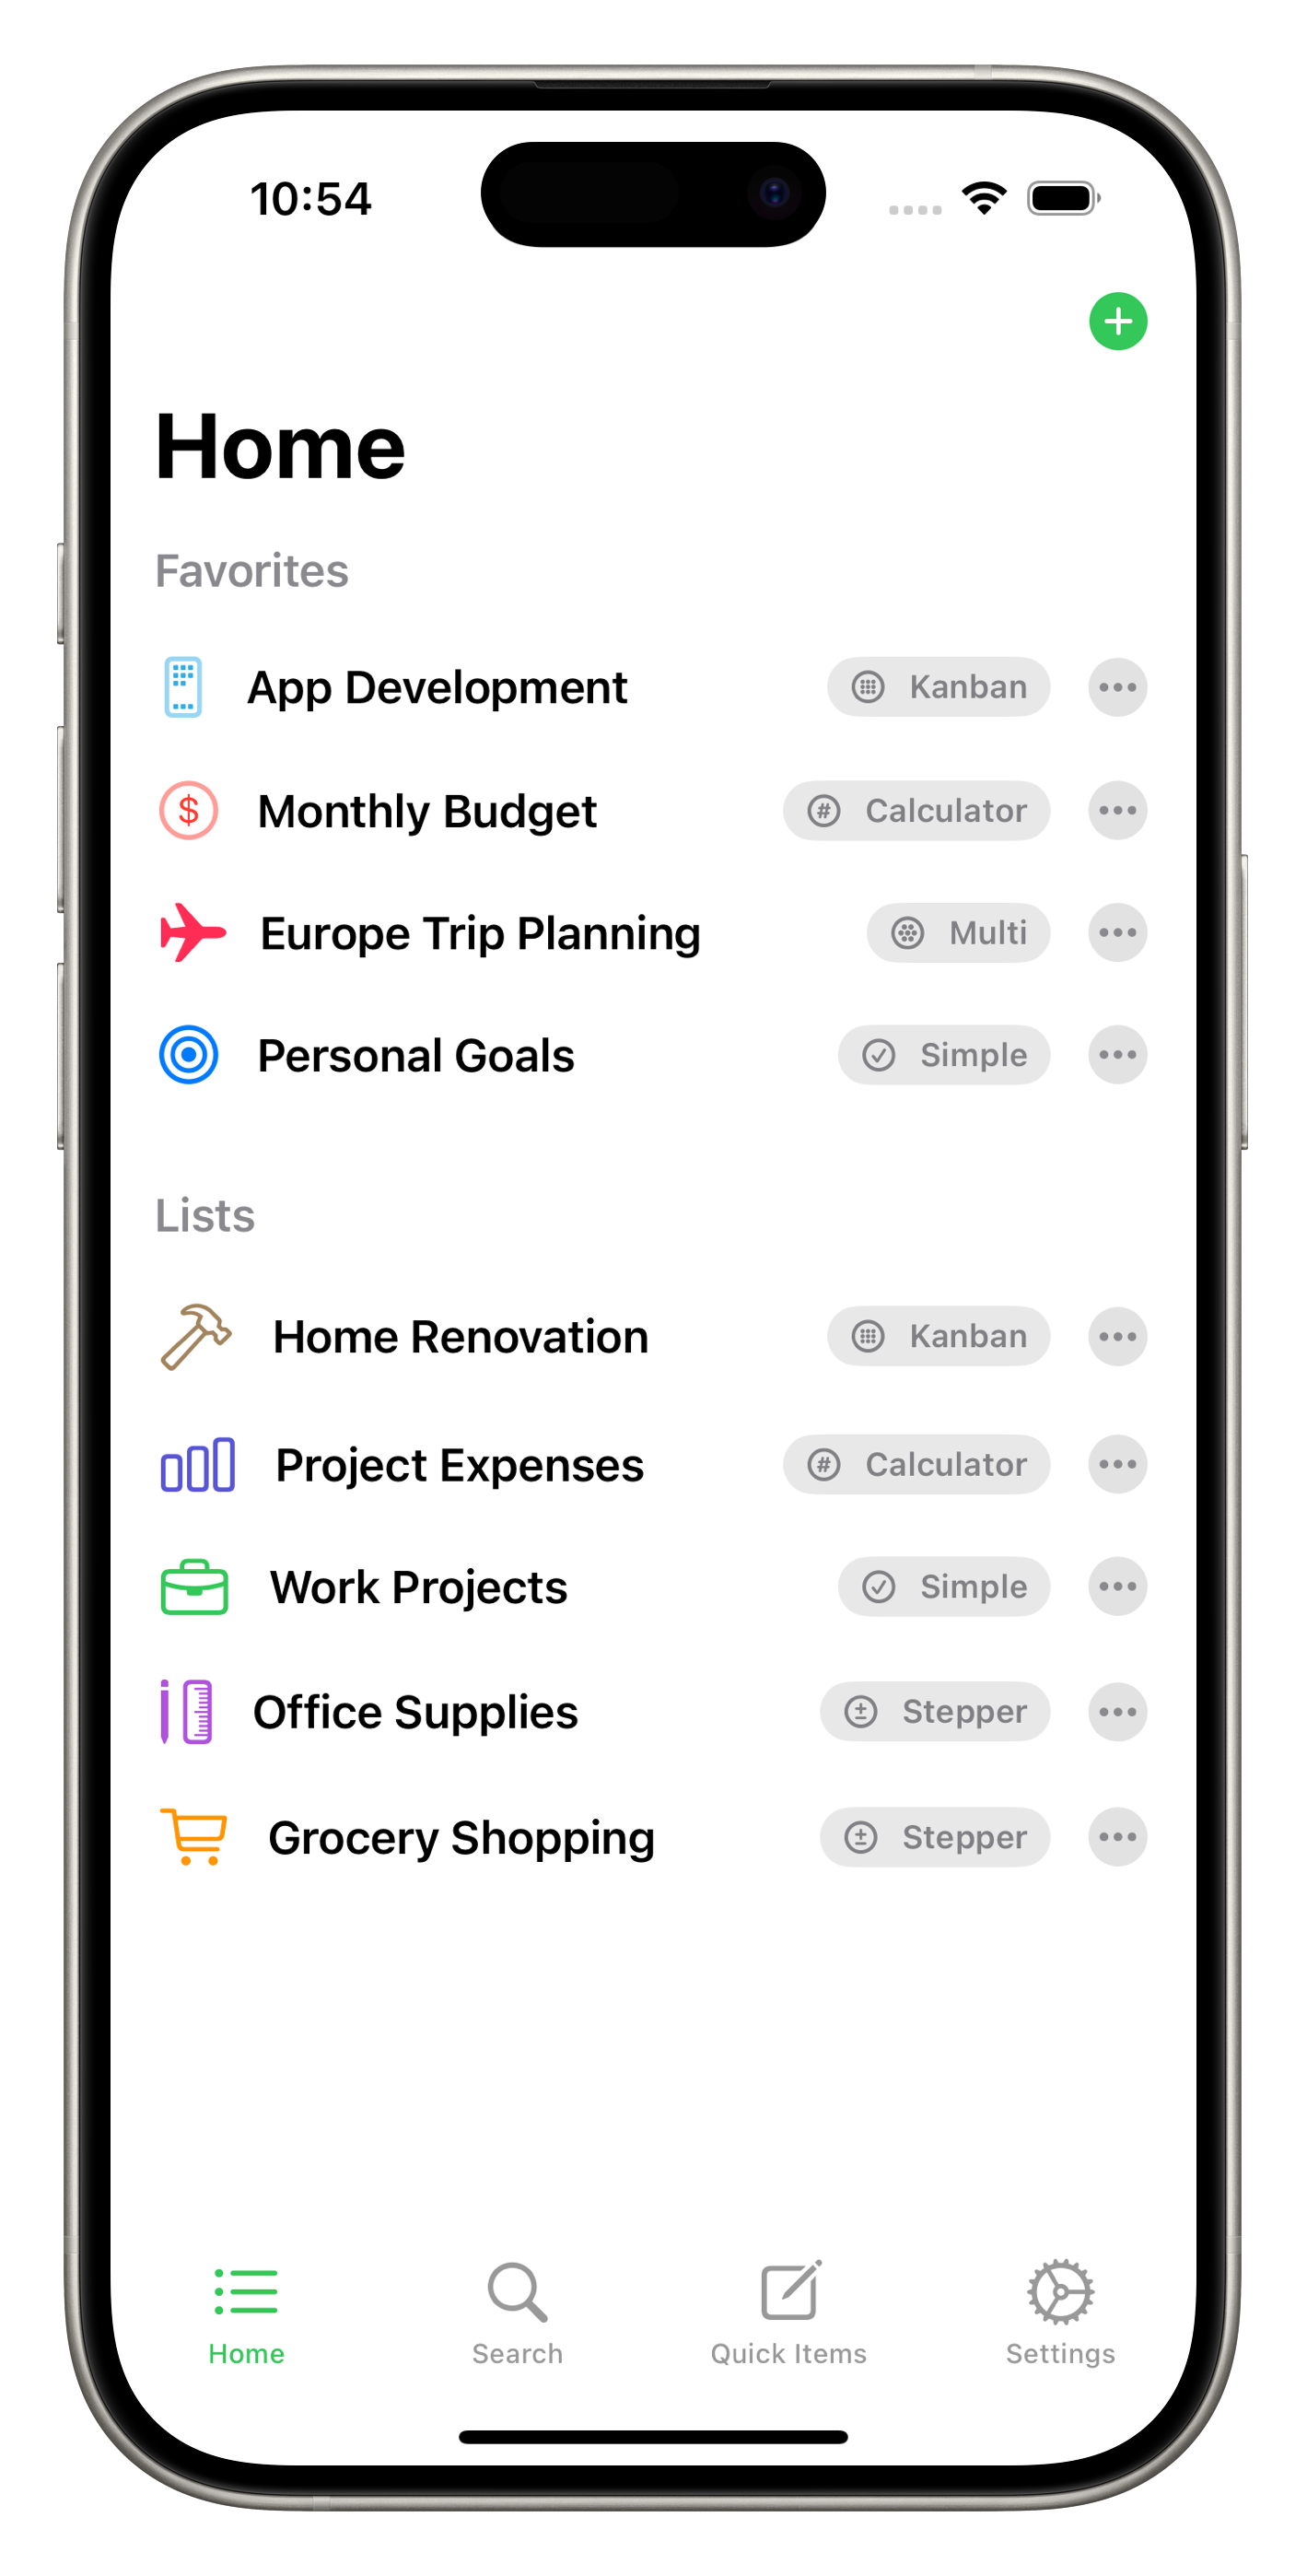 10:54
Home
Favorites
App Development Kanban
$ Monthly Budget # Calculator
Europe Trip Planning Multi
Personal Goals Simple
Lists
Home Renovation Kanban
Project Expenses # Calculator
Work Projects Simple
Office Supplies ± Stepper
Grocery Shopping ± Stepper
Home Search Quick Items Settings